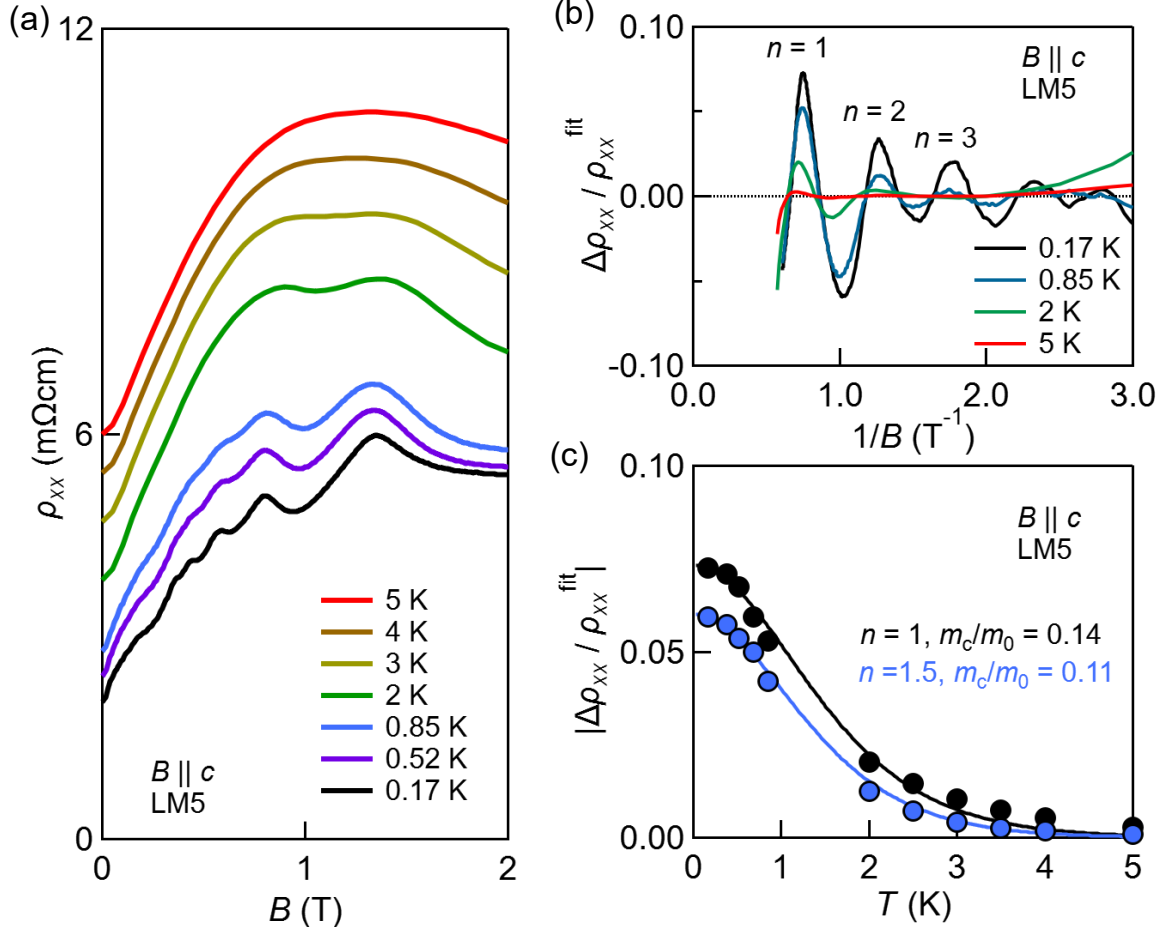 (a)
12
6
0
ρxx (mΩcm)
5 K
4 K
3 K
2 K
0.85 K
0.52 K
0.17 K
B || c
LM5
0
1
2
B (T)
(b)
0.10
0.00
-0.10
Δρxx / ρxx^fit
n = 1
n = 2
n = 3
B || c
LM5
0.17 K
0.85 K
2 K
5 K
0.0
1.0
2.0
3.0
1/B (T⁻¹)
(c)
0.10
0.05
0.00
|Δρxx / ρxx^fit|
B || c
LM5
n = 1, mc/m0 = 0.14
n =1.5, mc/m0 = 0.11
0
1
2
3
4
5
T (K)